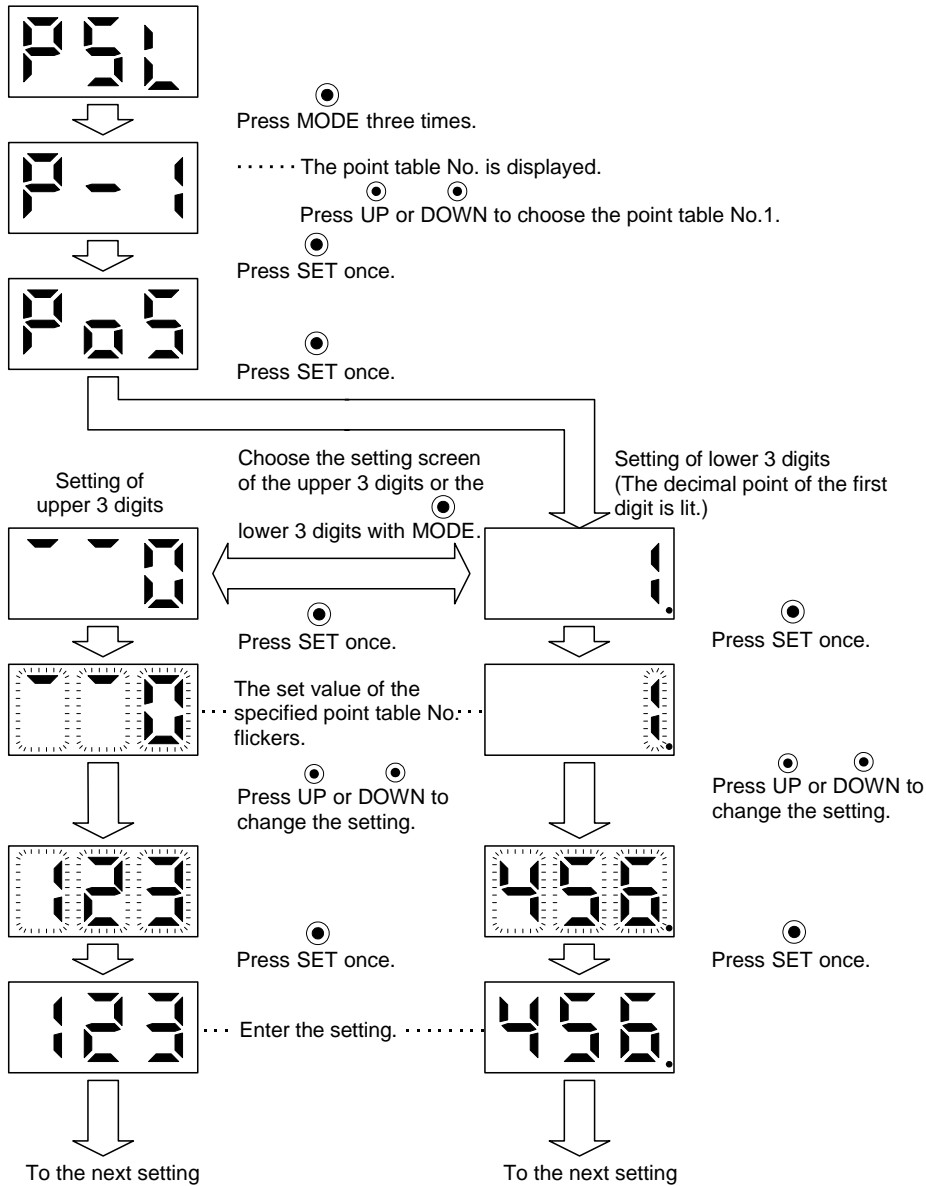 PSL
Press MODE three times.
P-1
The point table No. is displayed.
Press UP or DOWN to choose the point table No.1.
Press SET once.
PoS
Press SET once.
Choose the setting screen
of the upper 3 digits or the
lower 3 digits with MODE.
Setting of
upper 3 digits
Setting of lower 3 digits
(The decimal point of the first
digit is lit.)
0
1.
Press SET once.
Press SET once.
0
The set value of the
specified point table No.
flickers.
1.
Press UP or DOWN to
change the setting.
Press UP or DOWN to
change the setting.
123
456.
Press SET once.
Press SET once.
123
Enter the setting.
456.
To the next setting
To the next setting